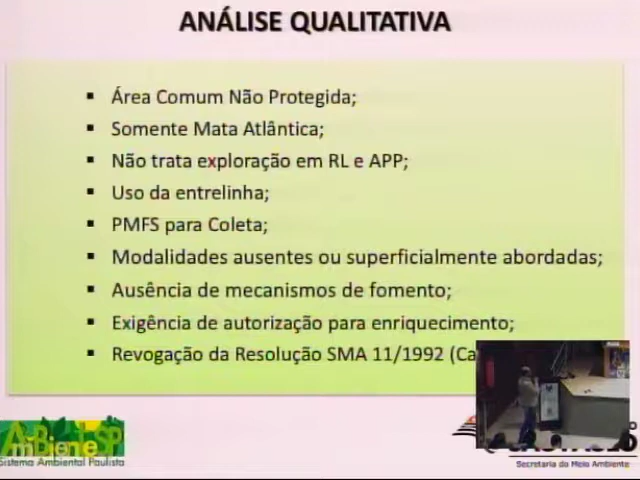 ANÁLISE QUALITATIVA
▪ Área Comum Não Protegida;
▪ Somente Mata Atlântica;
▪ Não trata exploração em RL e APP;
▪ Uso da entrelinha;
▪ PMFS para Coleta;
▪ Modalidades ausentes ou superficialmente abordadas;
▪ Ausência de mecanismos de fomento;
▪ Exigência de autorização para enriquecimento;
▪ Revogação da Resolução SMA 11/1992 (Ca
AmBieneSP
Sistema Ambiental Paulista
Secretaria do Meio Ambiente